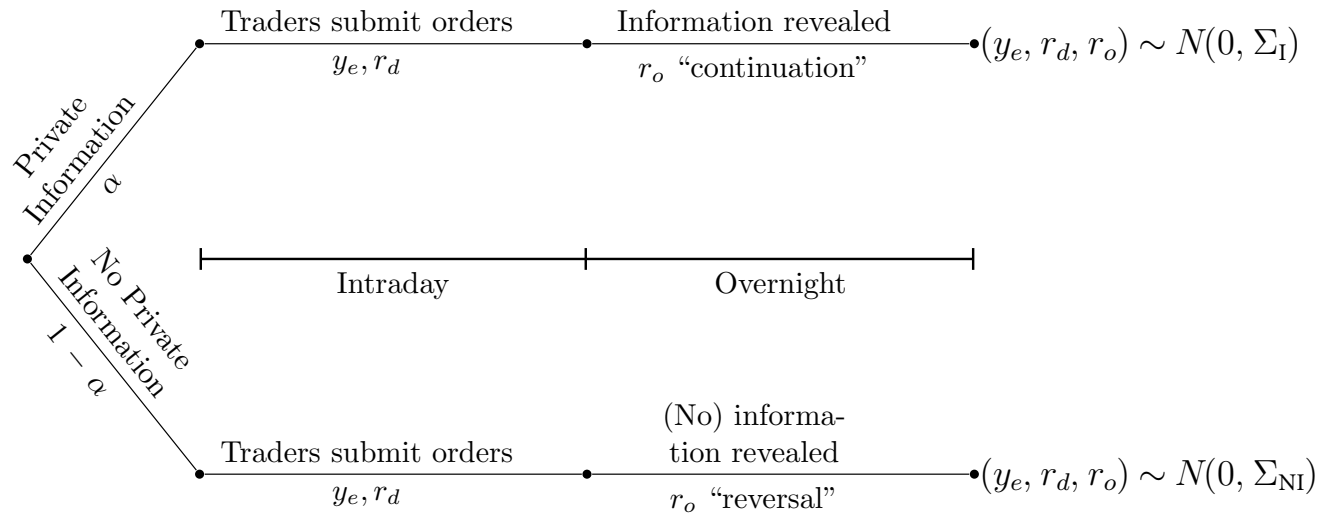 Traders submit orders
y_e, r_d
Information revealed
r_o “continuation”
(y_e, r_d, r_o) ∼ N(0, Σ_I)
Private
Information
α
Intraday
Overnight
No Private
Information
1 − α
Traders submit orders
y_e, r_d
(No) informa-
tion revealed
r_o “reversal”
(y_e, r_d, r_o) ∼ N(0, Σ_NI)